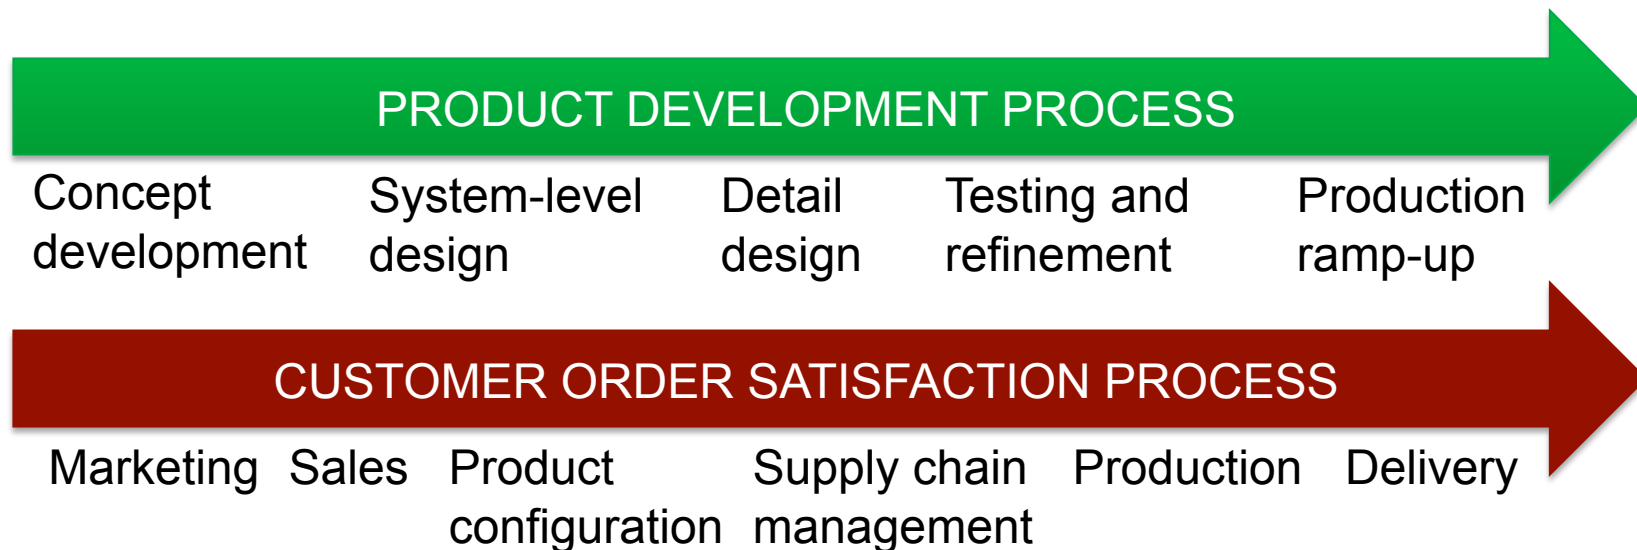 PRODUCT DEVELOPMENT PROCESS
Concept development
System-level design
Detail design
Testing and refinement
Production ramp-up
CUSTOMER ORDER SATISFACTION PROCESS
Marketing
Sales
Product configuration
Supply chain management
Production
Delivery